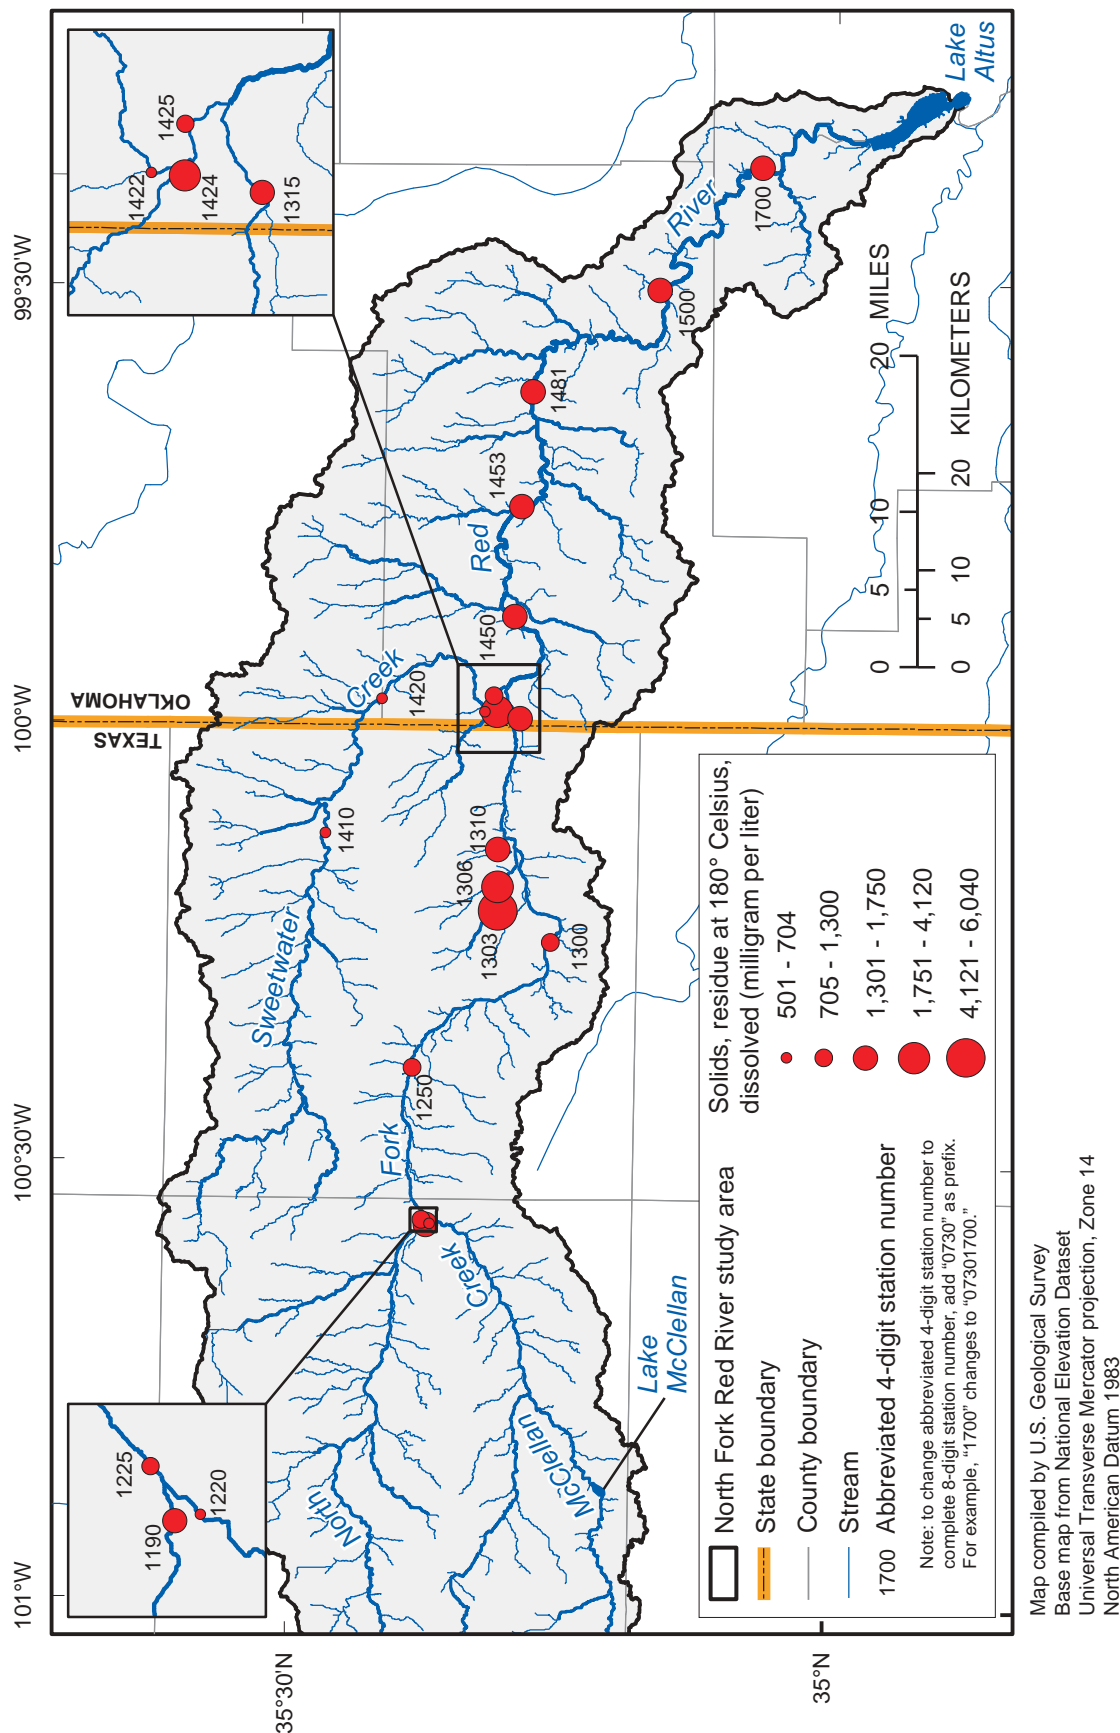 101°W
100°30'W
100°W
99°30'W
35°30'N
35°N
1225
1190
1220
1422
1425
1424
1315
TEXAS
OKLAHOMA
Sweetwater
Creek
1410
1420
North
Fork
Red
River
1250
1303
1306
1310
1300
1450
1453
1481
1500
1700
McClellan
Creek
Lake
McClellan
Lake
Altus
0 5 10 20 MILES
0 5 10 20 KILOMETERS
North Fork Red River study area
State boundary
County boundary
Stream
1700 Abbreviated 4-digit station number
Note: to change abbreviated 4-digit station number to
complete 8-digit station number, add "0730" as prefix.
For example, "1700" changes to "07301700."
Solids, residue at 180° Celsius,
dissolved (milligram per liter)
501 - 704
705 - 1,300
1,301 - 1,750
1,751 - 4,120
4,121 - 6,040
Map compiled by U.S. Geological Survey
Base map from National Elevation Dataset
Universal Transverse Mercator projection, Zone 14
North American Datum 1983